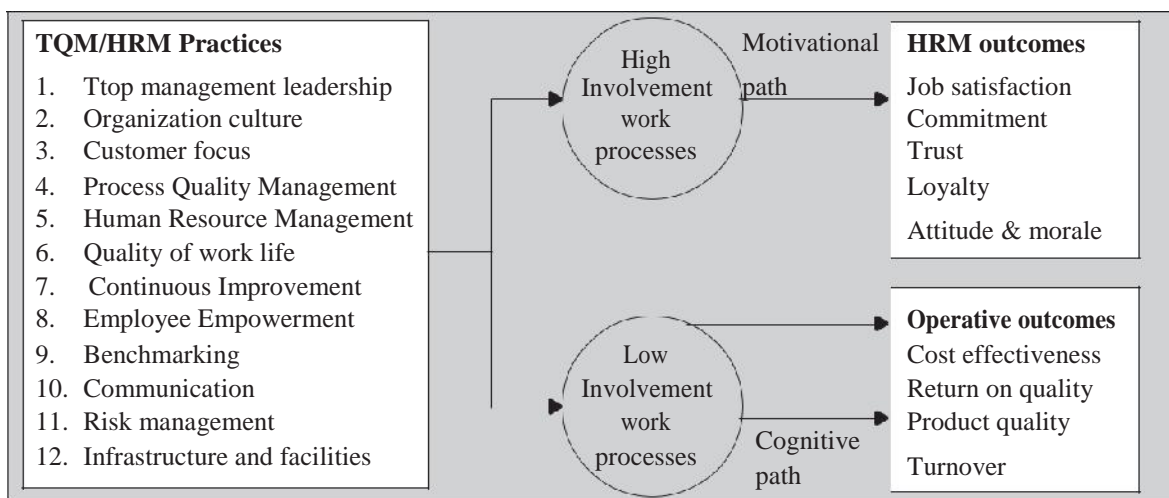 TQM/HRM Practices
1. Ttop management leadership
2. Organization culture
3. Customer focus
4. Process Quality Management
5. Human Resource Management
6. Quality of work life
7. Continuous Improvement
8. Employee Empowerment
9. Benchmarking
10. Communication
11. Risk management
12. Infrastructure and facilities
High
Involvement
work
processes
Motivational
path
HRM outcomes
Job satisfaction
Commitment
Trust
Loyalty
Attitude & morale
Low
Involvement
work
processes
Cognitive
path
Operative outcomes
Cost effectiveness
Return on quality
Product quality
Turnover